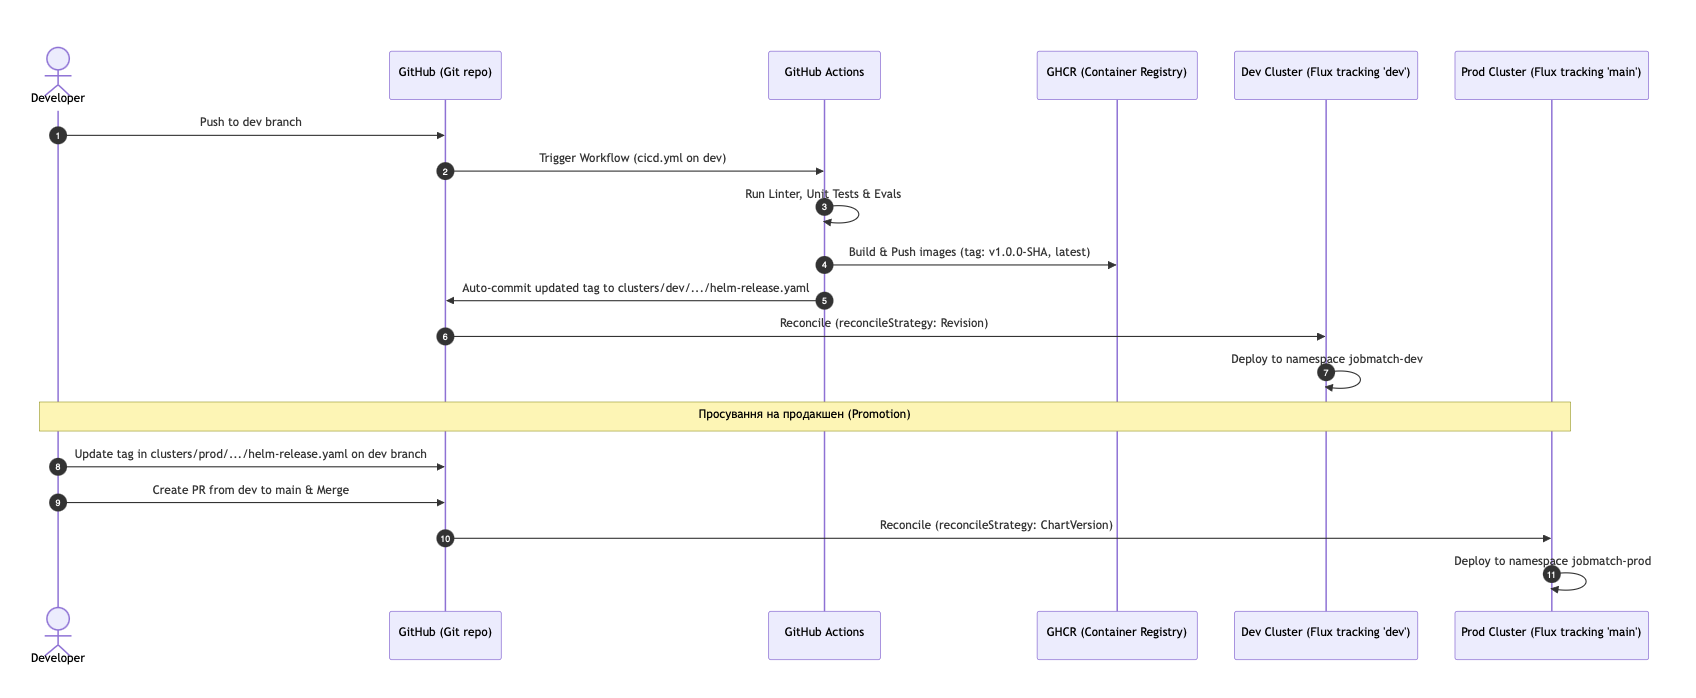 Developer
GitHub (Git repo)
GitHub Actions
GHCR (Container Registry)
Dev Cluster (Flux tracking 'dev')
Prod Cluster (Flux tracking 'main')
1
Push to dev branch
2
Trigger Workflow (cicd.yml on dev)
3
Run Linter, Unit Tests & Evals
4
Build & Push images (tag: v1.0.0-SHA, latest)
5
Auto-commit updated tag to clusters/dev/.../helm-release.yaml
6
Reconcile (reconcileStrategy: Revision)
7
Deploy to namespace jobmatch-dev
Просування на продакшен (Promotion)
8
Update tag in clusters/prod/.../helm-release.yaml on dev branch
9
Create PR from dev to main & Merge
10
Reconcile (reconcileStrategy: ChartVersion)
11
Deploy to namespace jobmatch-prod
Developer
GitHub (Git repo)
GitHub Actions
GHCR (Container Registry)
Dev Cluster (Flux tracking 'dev')
Prod Cluster (Flux tracking 'main')